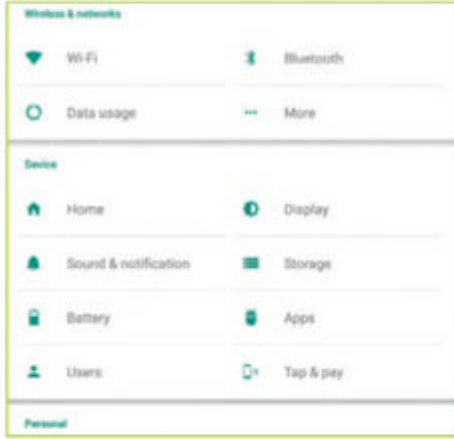 Wireless & networks
Wi-Fi Bluetooth
Data usage More
Device
Home Display
Sound & notification Storage
Battery Apps
Users Tap & pay
Personal